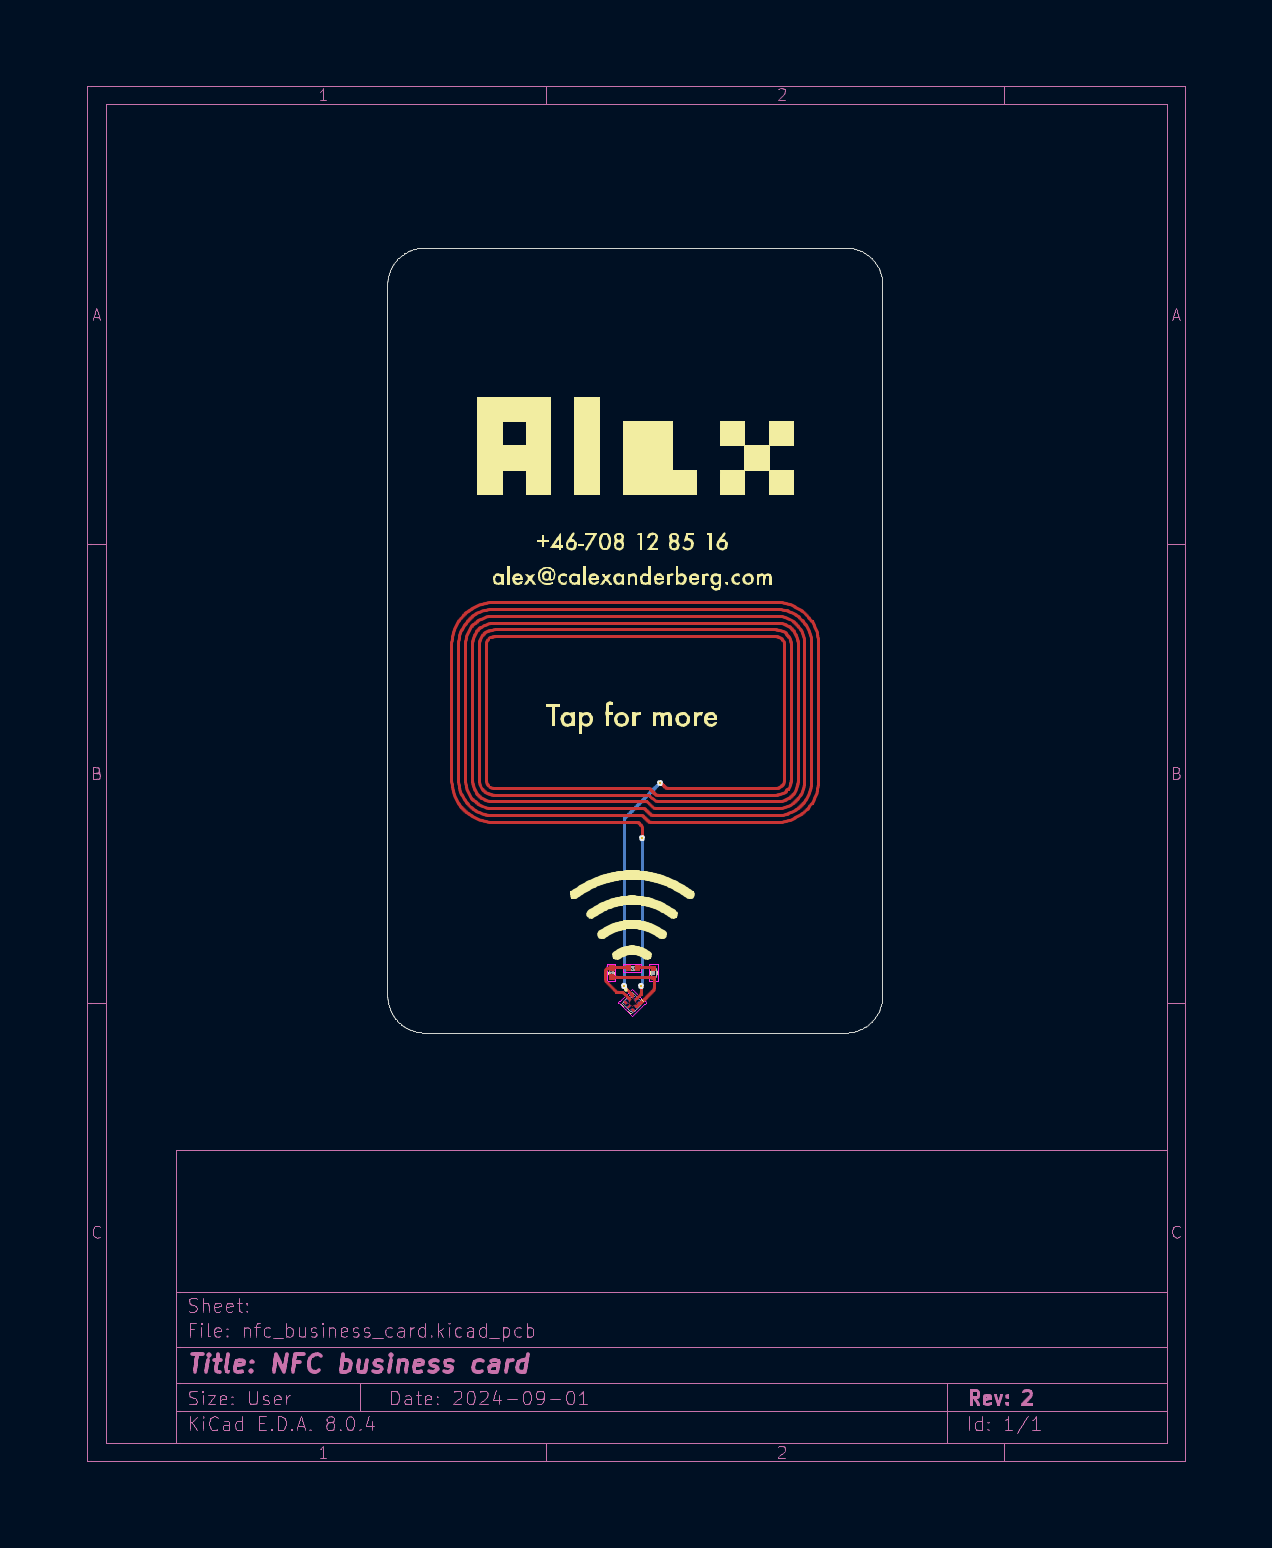 1 2
A A
Alex
+46-708 12 85 16
alex@calexanderberg.com
Tap for more
B B
C C
Sheet:
File: nfc_business_card.kicad_pcb
Title: NFC business card
Size: User Date: 2024-09-01 Rev: 2
KiCad E.D.A. 8.0.4 Id: 1/1
1 2